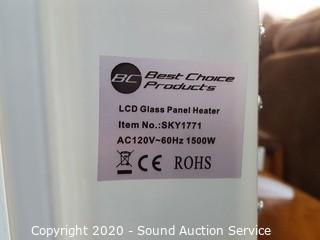 BC Best Choice
Products
LCD Glass Panel Heater
Item No.:SKY1771
AC120V~60Hz 1500W
CE ROHS
Copyright 2020 - Sound Auction Service